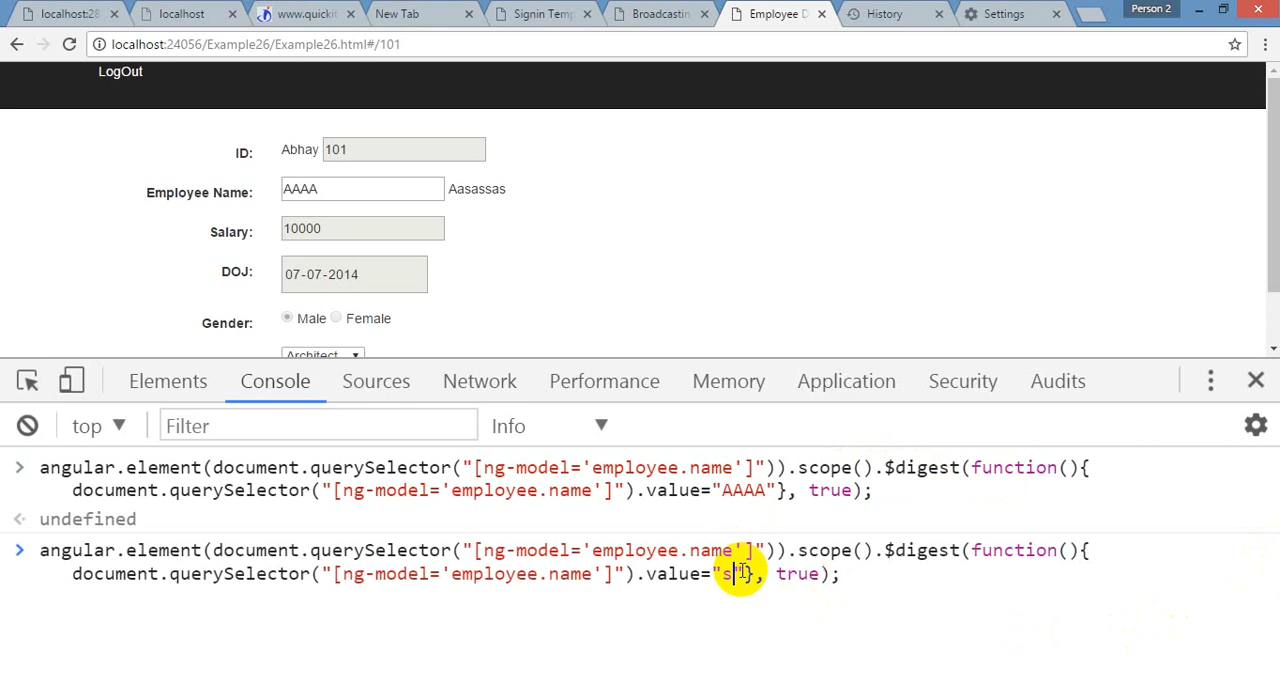 localhost:28
localhost
www.quickit
New Tab
Signin Temp
Broadcasting
Employee D
History
Settings
Person 2
localhost:24056/Example26/Example26.html#/101
LogOut
ID: Abhay 101
Employee Name: AAAA Aasassas
Salary: 10000
DOJ: 07-07-2014
Gender: Male Female
Architect
Elements Console Sources Network Performance Memory Application Security Audits
top Filter Info
angular.element(document.querySelector("[ng-model='employee.name']")).scope().$digest(function(){
document.querySelector("[ng-model='employee.name']").value="AAAA"}, true);
undefined
angular.element(document.querySelector("[ng-model='employee.name']")).scope().$digest(function(){
document.querySelector("[ng-model='employee.name']").value="s"}, true);